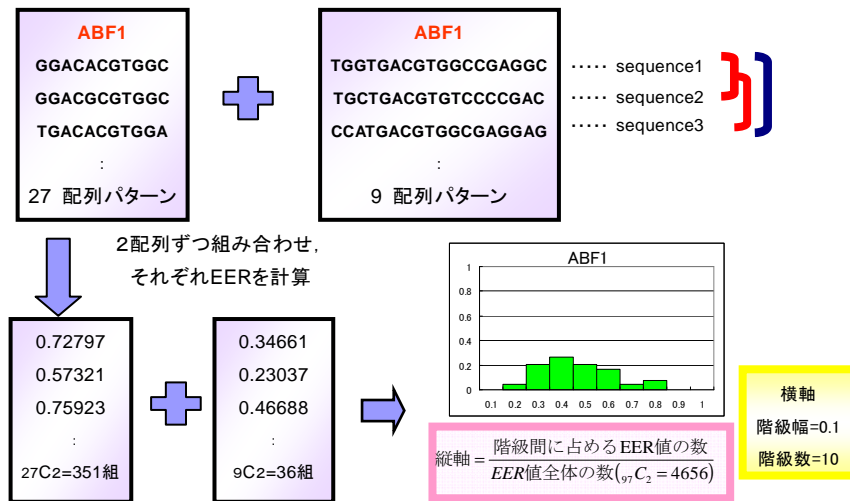 ABF1
GGACACGTGGC
GGACGCGTGGC
TGACACGTGGA
:
27 配列パターン
ABF1
TGGTGACGTGGCCGAGGC
TGCTGACGTGTCCCCGAC
CCATGACGTGGCGAGGAG
:
9 配列パターン
····· sequence1
····· sequence2
····· sequence3
2配列ずつ組み合わせ,
それぞれEERを計算
0.72797
0.57321
0.75923
:
27C2=351組
0.34661
0.23037
0.46688
:
9C2=36組
ABF1
1
0.8
0.6
0.4
0.2
0
0.1 0.2 0.3 0.4 0.5 0.6 0.7 0.8 0.9 1
縦軸 = 階級間に占めるEER値の数
EER値全体の数(₉₇C₂ = 4656)
横軸
階級幅=0.1
階級数=10